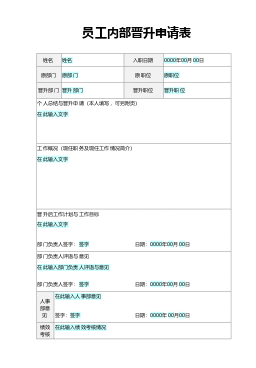 员工内部晋升申请表
姓名 姓名 入职日期 0000年00月00日
原部门 原部门 原职位 原职位
晋升部门 晋升部门 晋升职位 晋升职位
个人总结与晋升申请（本人填写，可另附页）
在此输入文字
工作概况（现任职务及现任工作情况简介）
在此输入文字
晋升后工作计划与工作目标
在此输入文字
部门负责人签字：签字 日期：0000年00月00日
部门负责人评语与意见
在此输入部门负责人评语与意见
部门负责人签字：签字 日期：0000年00月00日
人事部意见
在此输入人事部意见
签字：签字 日期：0000年00月00日
绩效考核
在此输入绩效考核情况